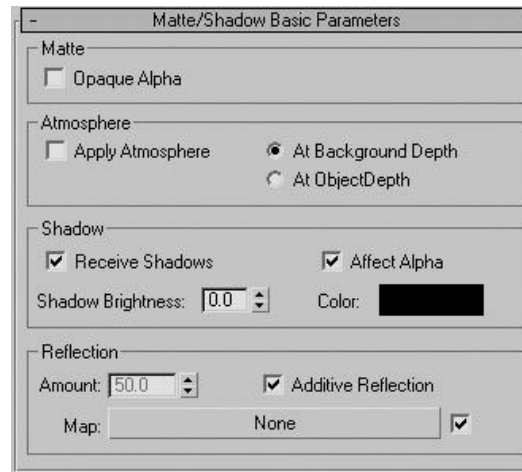 - Matte/Shadow Basic Parameters
Matte
Opaque Alpha
Atmosphere
Apply Atmosphere At Background Depth
At ObjectDepth
Shadow
Receive Shadows Affect Alpha
Shadow Brightness: 0.0 Color:
Reflection
Amount: 50.0 Additive Reflection
Map: None